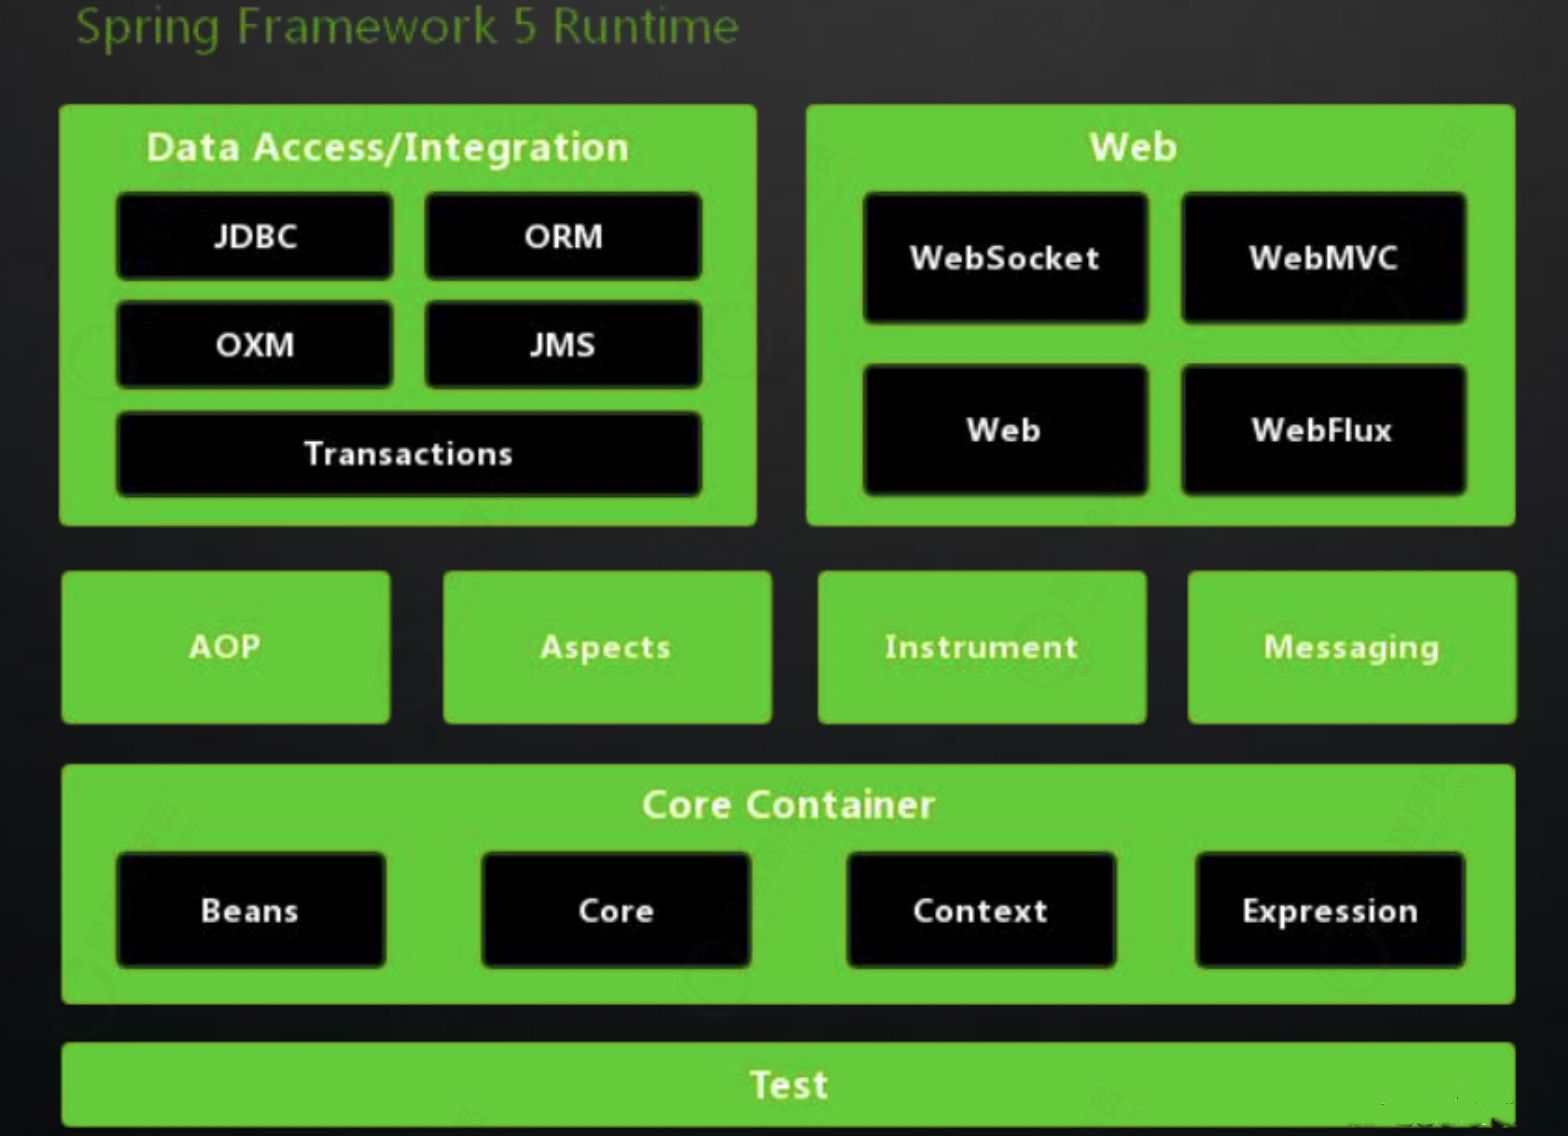 Spring Framework 5 Runtime
Data Access/Integration
JDBC
ORM
OXM
JMS
Transactions
Web
WebSocket
WebMVC
Web
WebFlux
AOP
Aspects
Instrument
Messaging
Core Container
Beans
Core
Context
Expression
Test